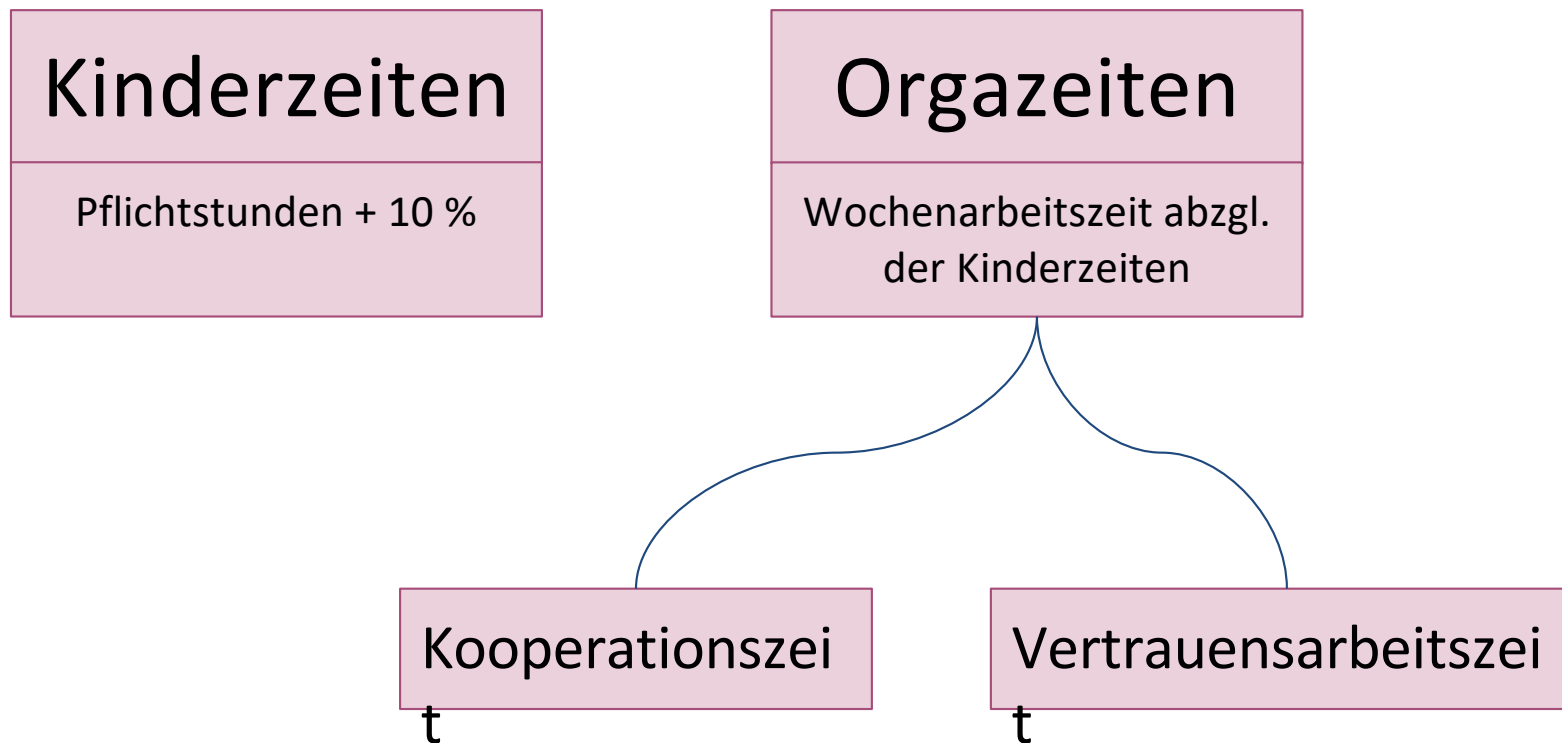 Kinderzeiten
Pflichtstunden + 10 %
Orgazeiten
Wochenarbeitszeit abzgl.
der Kinderzeiten
Kooperationszei
t
Vertrauensarbeitszei
t